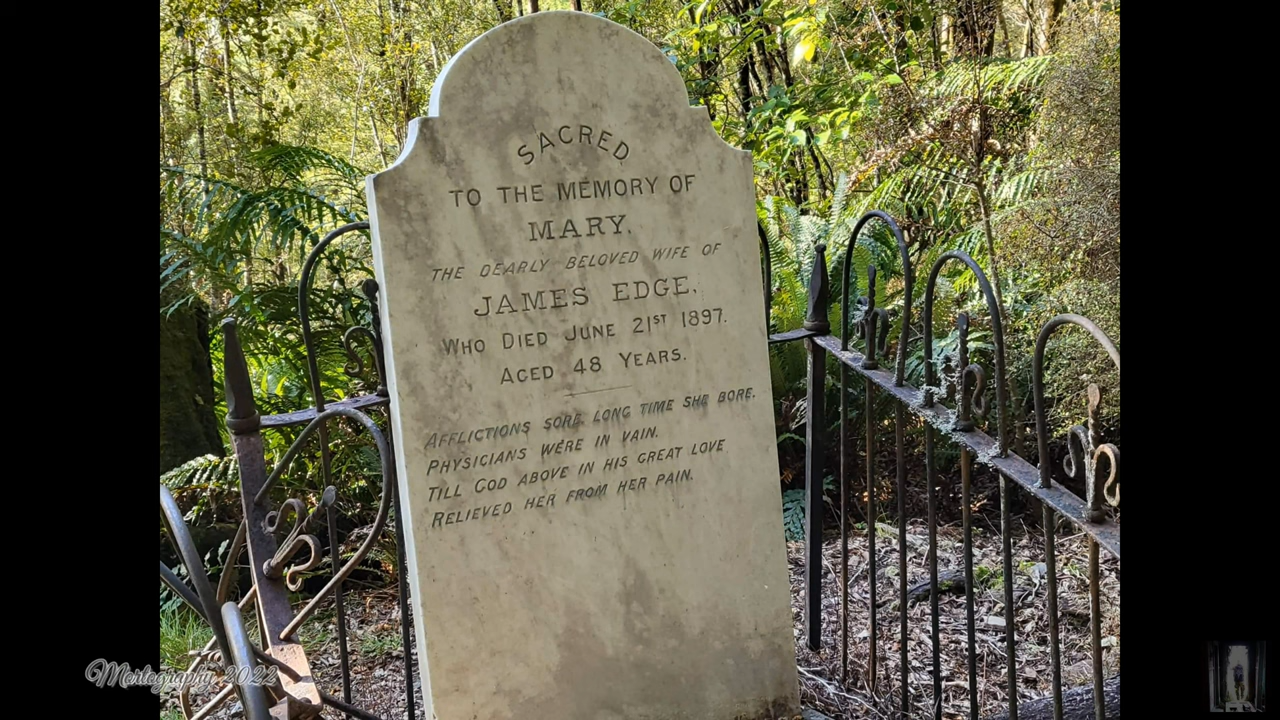 SACRED
TO THE MEMORY OF
MARY.
THE DEARLY BELOVED WIFE OF
JAMES EDGE.
WHO DIED JUNE 21ST 1897.
AGED 48 YEARS.
AFFLICTIONS SORE, LONG TIME SHE BORE.
PHYSICIANS WERE IN VAIN.
TILL GOD ABOVE IN HIS GREAT LOVE
RELIEVED HER FROM HER PAIN.
Mortography 2022